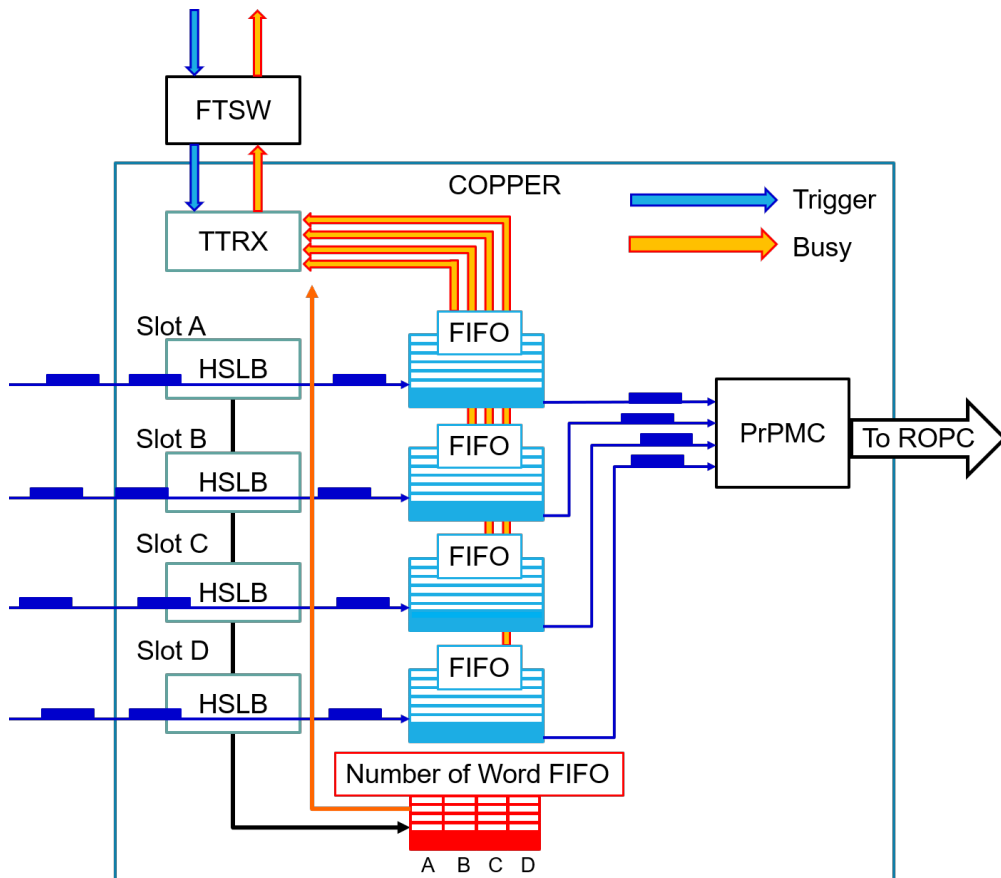 FTSW
COPPER
Trigger
TTRX
Busy
Slot A
FIFO
HSLB
Slot B
PrPMC
To ROPC
FIFO
HSLB
Slot C
FIFO
HSLB
Slot D
FIFO
HSLB
Number of Word FIFO
A B C D